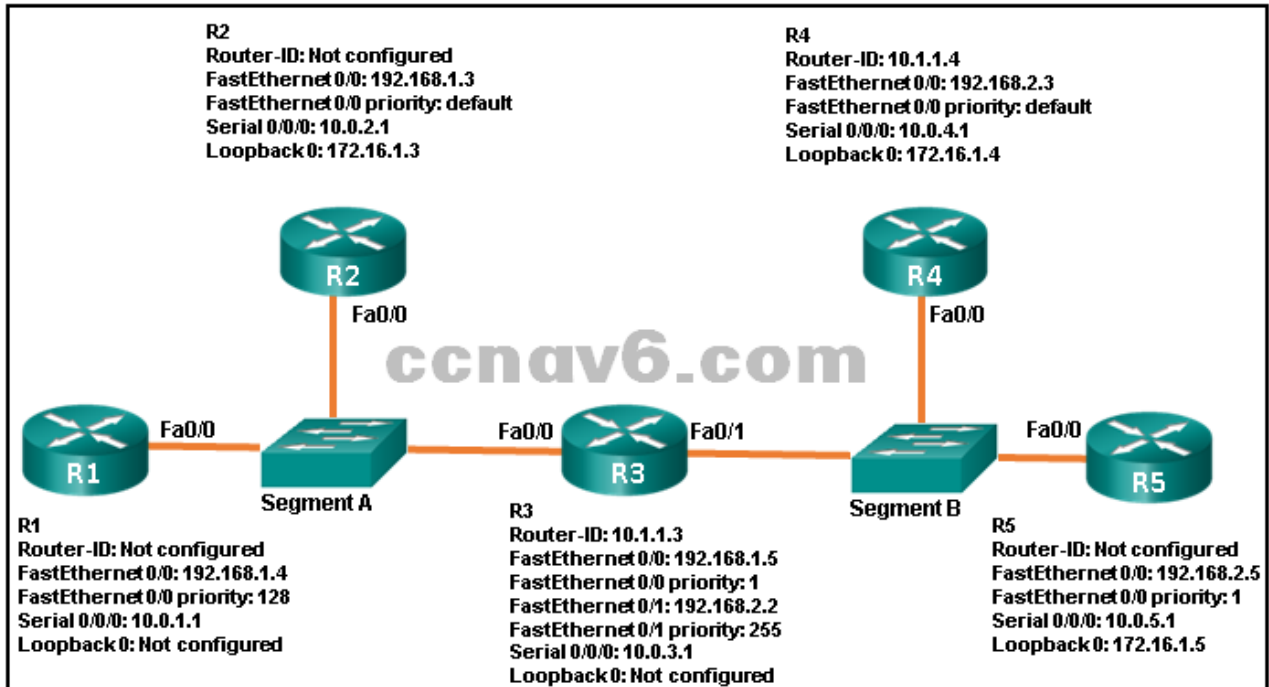 R2
Router-ID: Not configured
FastEthernet 0/0: 192.168.1.3
FastEthernet 0/0 priority: default
Serial 0/0/0: 10.0.2.1
Loopback 0: 172.16.1.3
R4
Router-ID: 10.1.1.4
FastEthernet 0/0: 192.168.2.3
FastEthernet 0/0 priority: default
Serial 0/0/0: 10.0.4.1
Loopback 0: 172.16.1.4
R2
R4
Fa0/0
Fa0/0
ccnav6.com
Fa0/0
Fa0/0
Fa0/1
Fa0/0
R1
R3
R5
Segment A
Segment B
R1
Router-ID: Not configured
FastEthernet 0/0: 192.168.1.4
FastEthernet 0/0 priority: 128
Serial 0/0/0: 10.0.1.1
Loopback 0: Not configured
R3
Router-ID: 10.1.1.3
FastEthernet 0/0: 192.168.1.5
FastEthernet 0/0 priority: 1
FastEthernet 0/1: 192.168.2.2
FastEthernet 0/1 priority: 255
Serial 0/0/0: 10.0.3.1
Loopback 0: Not configured
R5
Router-ID: Not configured
FastEthernet 0/0: 192.168.2.5
FastEthernet 0/0 priority: 1
Serial 0/0/0: 10.0.5.1
Loopback 0: 172.16.1.5